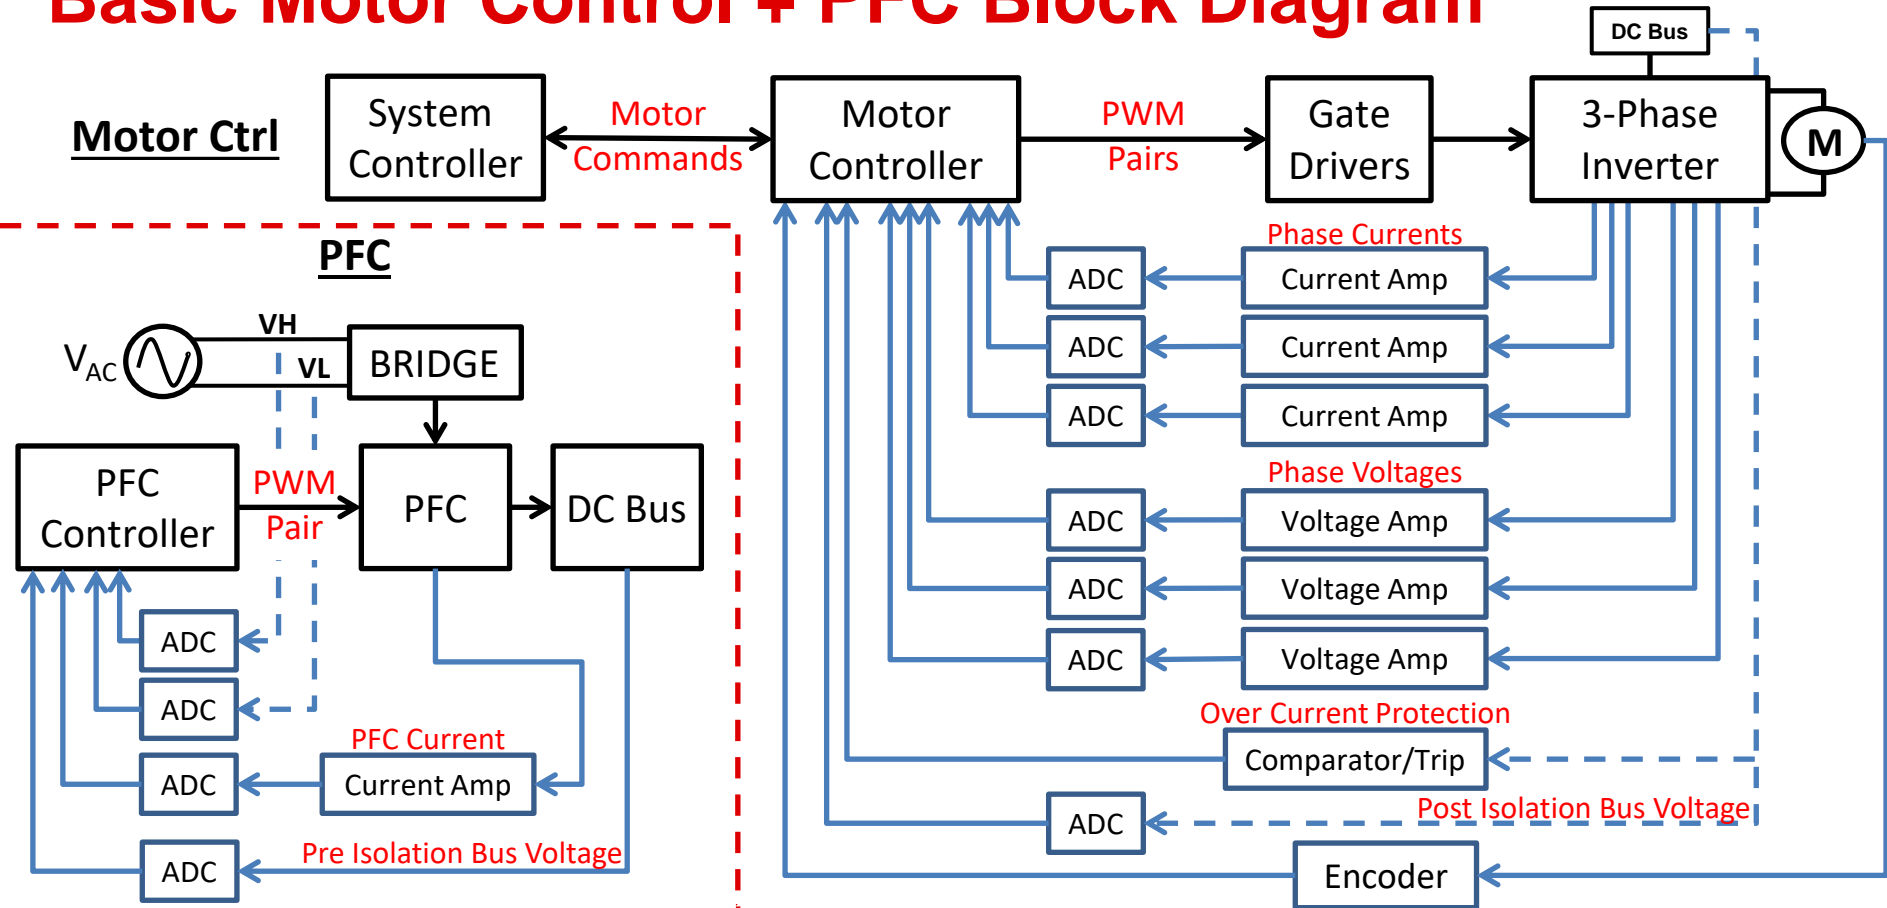 Basic Motor Control + PFC Block Diagram
DC Bus
Motor Ctrl
System
Controller
Motor
Commands
Motor
Controller
PWM
Pairs
Gate
Drivers
3-Phase
Inverter
M
Phase Currents
ADC
Current Amp
ADC
Current Amp
ADC
Current Amp
Phase Voltages
ADC
Voltage Amp
ADC
Voltage Amp
ADC
Voltage Amp
Over Current Protection
Comparator/Trip
Post Isolation Bus Voltage
ADC
Encoder
PFC
VAC
VH
VL
BRIDGE
PFC
Controller
PWM
Pair
PFC
DC Bus
ADC
ADC
PFC Current
ADC
Current Amp
Pre Isolation Bus Voltage
ADC